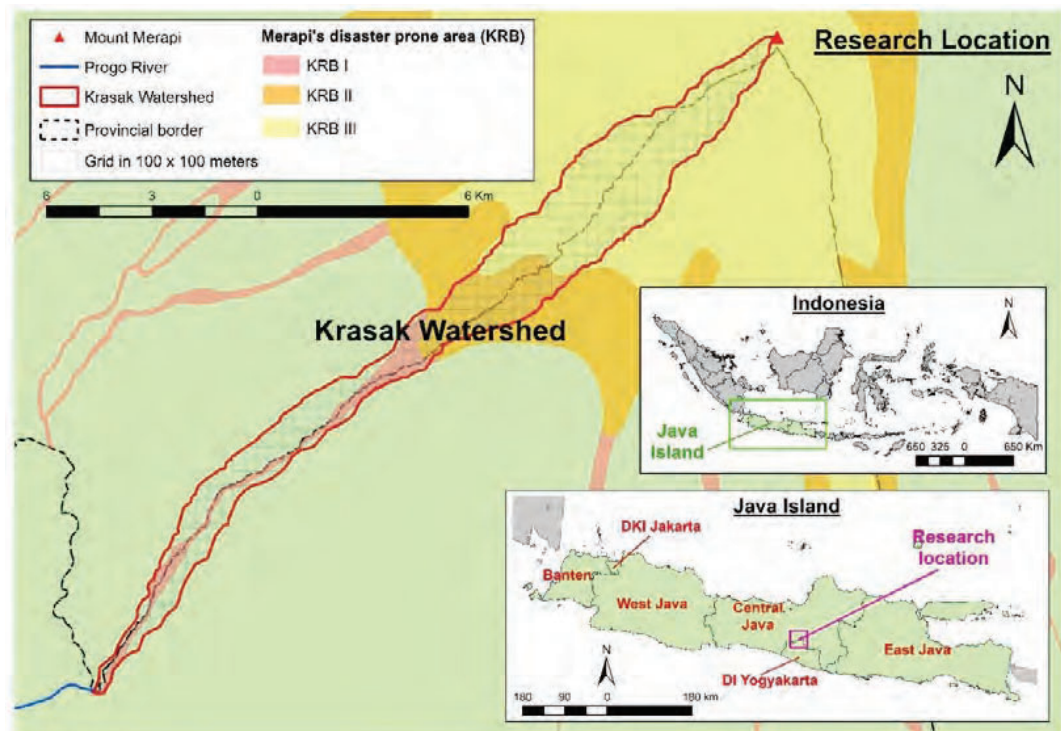 Mount Merapi
Progo River
Krasak Watershed
Provincial border
Grid in 100 x 100 meters
Merapi's disaster prone area (KRB)
KRB I
KRB II
KRB III
Research Location
N
6 3 0 6 Km
Krasak Watershed
Indonesia
N
Java
Island
650 325 0 650 Km
Java Island
DKI Jakarta
Research
location
Banten
West Java
Central
Java
East Java
DI Yogyakarta
N
180 90 0 180 km